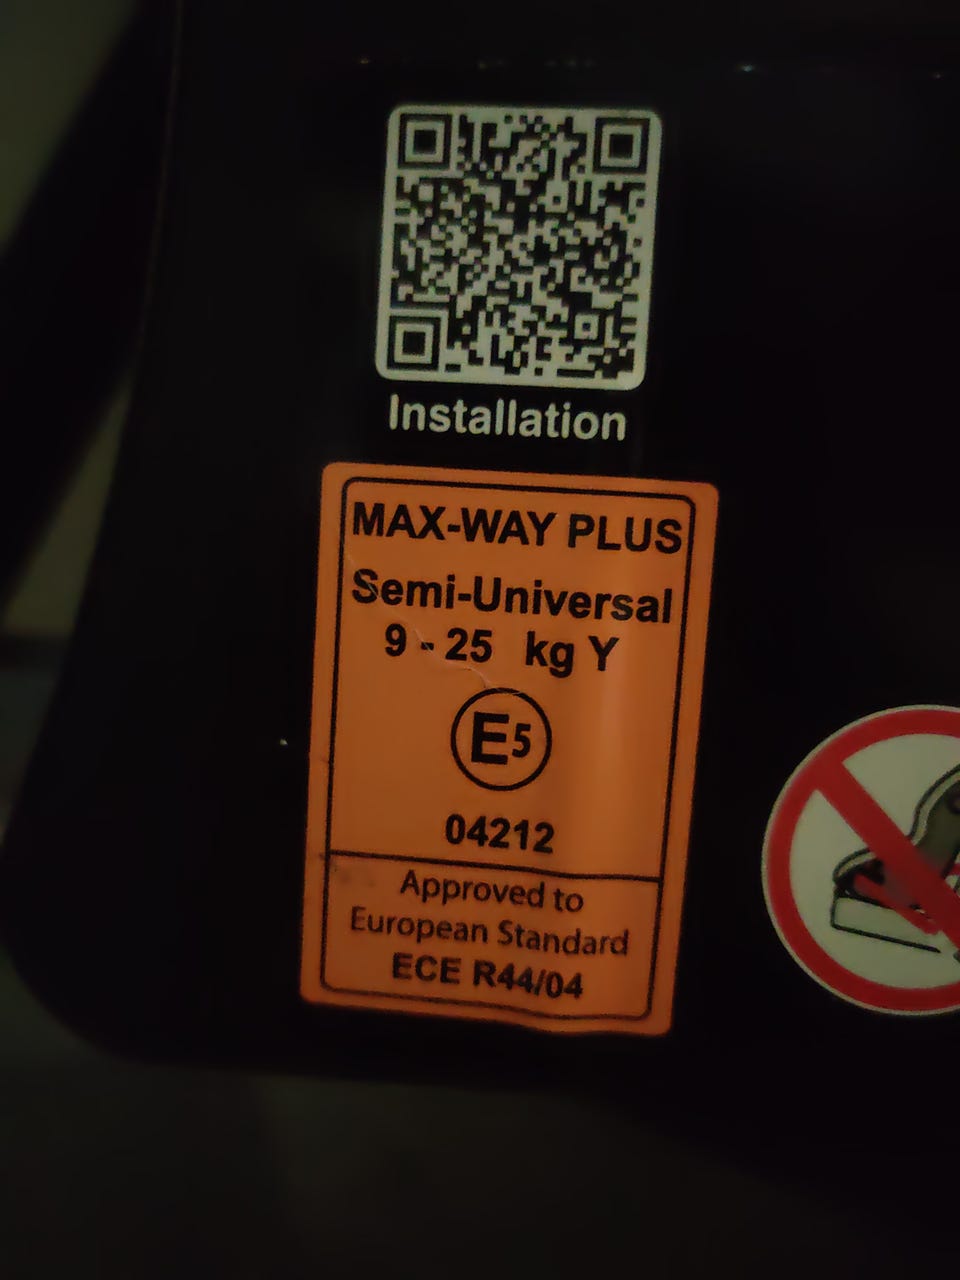 Installation
MAX-WAY PLUS
Semi-Universal
9 - 25 kg Y
E5
04212
Approved to
European Standard
ECE R44/04